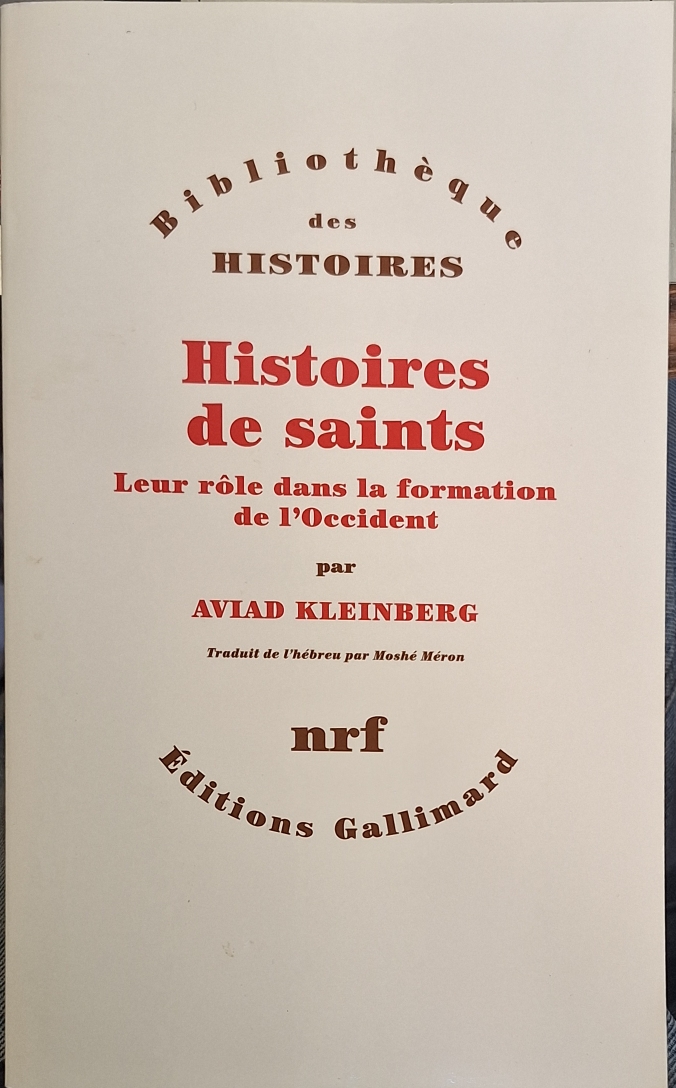 Bibliothèque
des
HISTOIRES
Histoires
de saints
Leur rôle dans la formation
de l'Occident
par
AVIAD KLEINBERG
Traduit de l'hébreu par Moshé Méron
nrf
Éditions Gallimard